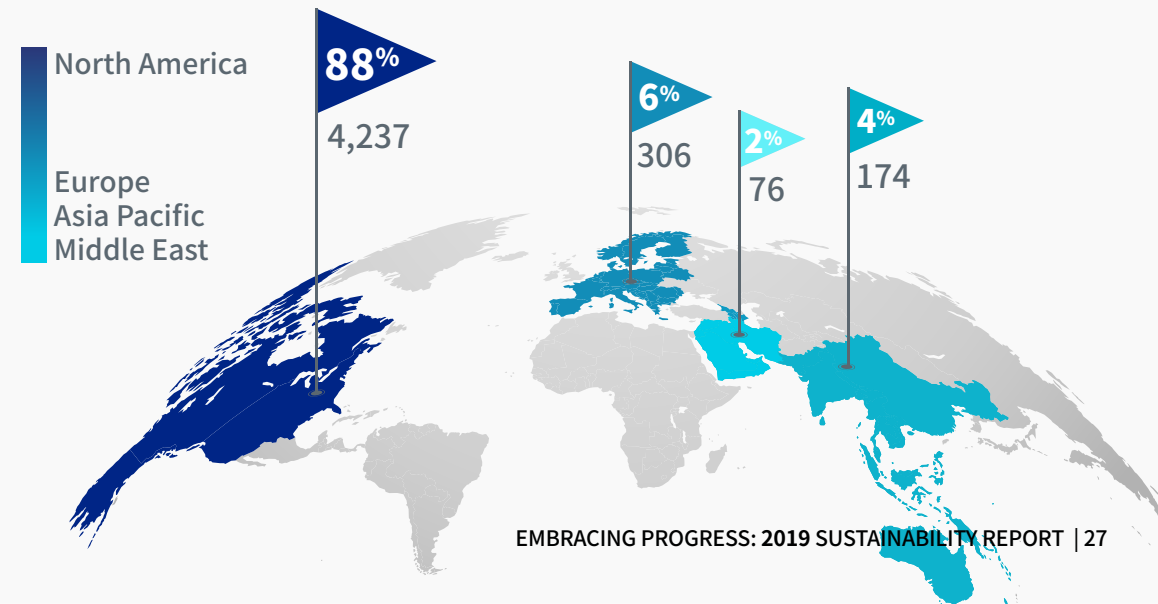 North America
Europe
Asia Pacific
Middle East
88%
4,237
6%
306
2%
76
4%
174
EMBRACING PROGRESS: 2019 SUSTAINABILITY REPORT | 27